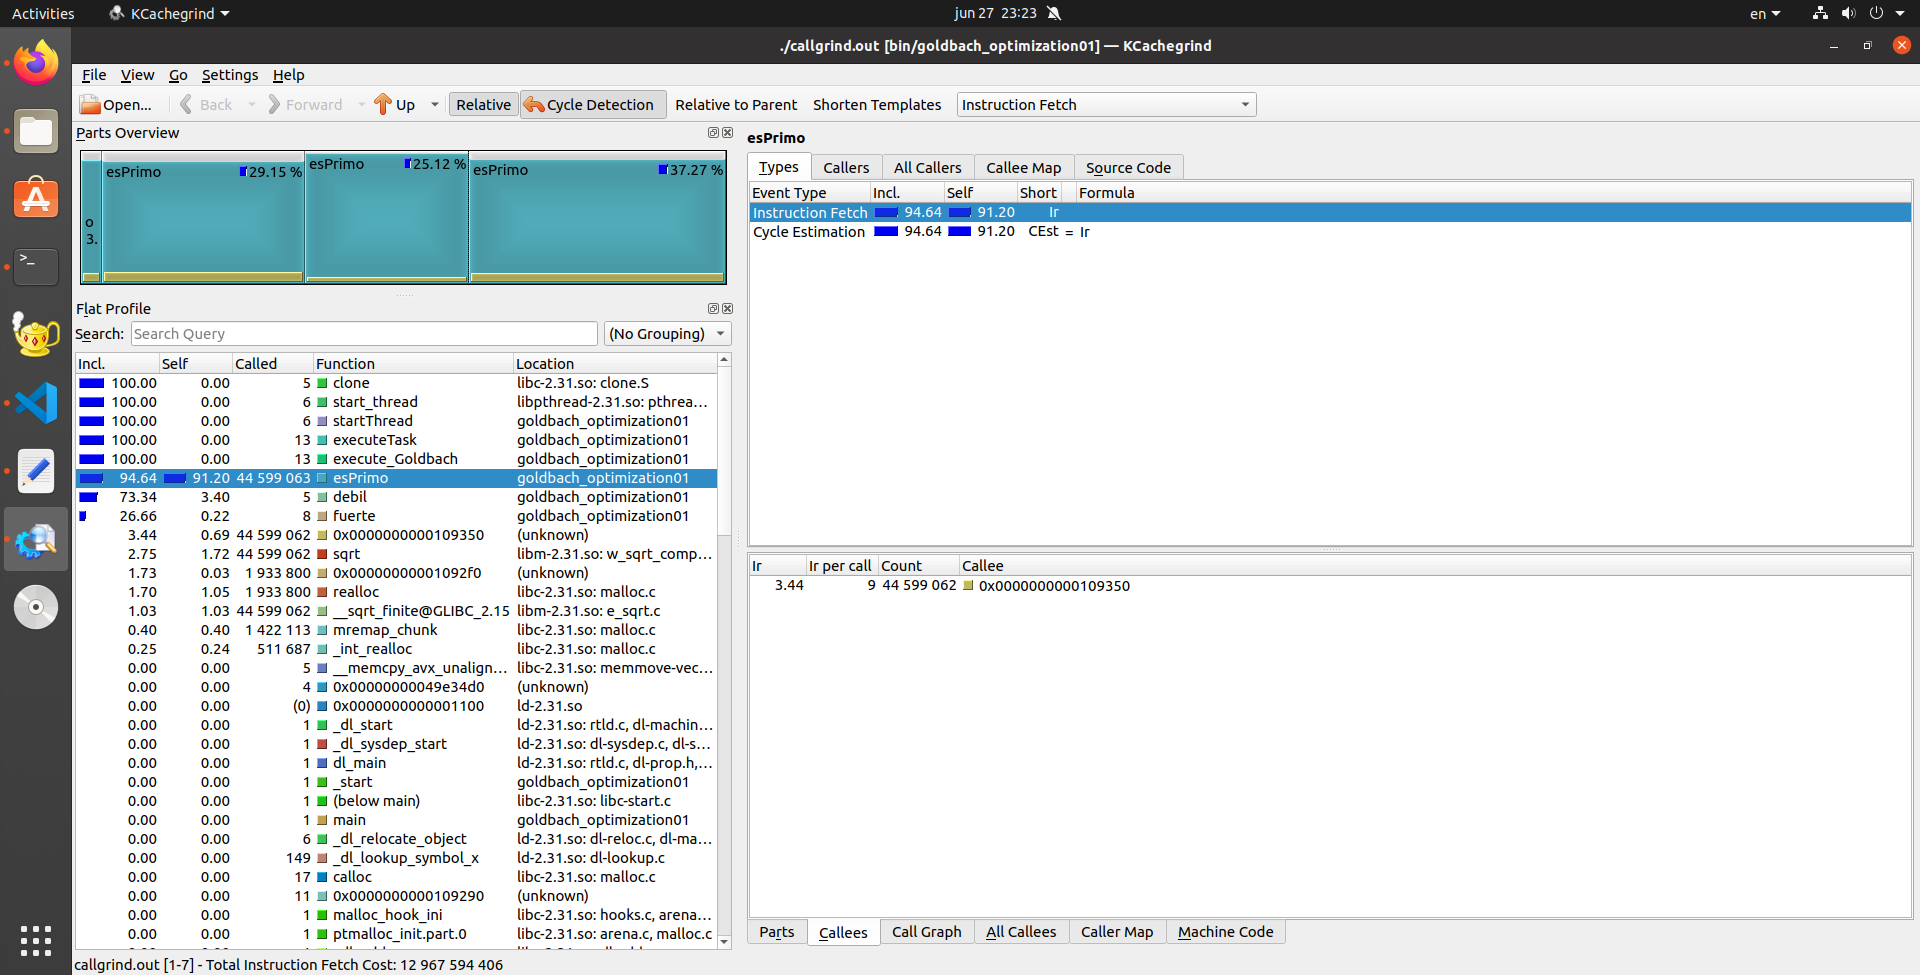 Activities KCachegrind jun 27 23:23 en
./callgrind.out [bin/goldbach_optimization01] — KCachegrind
File View Go Settings Help
Open... Back Forward Up Relative Cycle Detection Relative to Parent Shorten Templates Instruction Fetch
Parts Overview
o
3.
esPrimo 29.15 %
esPrimo 25.12 %
esPrimo 37.27 %
Flat Profile
Search: Search Query (No Grouping)
Incl. Self Called Function Location
100.00 0.00 5 clone libc-2.31.so: clone.S
100.00 0.00 6 start_thread libpthread-2.31.so: pthrea...
100.00 0.00 6 startThread goldbach_optimization01
100.00 0.00 13 executeTask goldbach_optimization01
100.00 0.00 13 execute_Goldbach goldbach_optimization01
94.64 91.20 44 599 063 esPrimo goldbach_optimization01
73.34 3.40 5 debil goldbach_optimization01
26.66 0.22 8 fuerte goldbach_optimization01
3.44 0.69 44 599 062 0x0000000000109350 (unknown)
2.75 1.72 44 599 062 sqrt libm-2.31.so: w_sqrt_comp...
1.73 0.03 1 933 800 0x00000000001092f0 (unknown)
1.70 1.05 1 933 800 realloc libc-2.31.so: malloc.c
1.03 1.03 44 599 062 __sqrt_finite@GLIBC_2.15 libm-2.31.so: e_sqrt.c
0.40 0.40 1 422 113 mremap_chunk libc-2.31.so: malloc.c
0.25 0.24 511 687 _int_realloc libc-2.31.so: malloc.c
0.00 0.00 5 __memcpy_avx_unalign... libc-2.31.so: memmove-vec...
0.00 0.00 4 0x00000000049e34d0 (unknown)
0.00 0.00 (0) 0x0000000000001100 ld-2.31.so
0.00 0.00 1 _dl_start ld-2.31.so: rtld.c, dl-machin...
0.00 0.00 1 _dl_sysdep_start ld-2.31.so: dl-sysdep.c, dl-s...
0.00 0.00 1 dl_main ld-2.31.so: rtld.c, dl-prop.h,...
0.00 0.00 1 _start goldbach_optimization01
0.00 0.00 1 (below main) libc-2.31.so: libc-start.c
0.00 0.00 1 main goldbach_optimization01
0.00 0.00 6 _dl_relocate_object ld-2.31.so: dl-reloc.c, dl-ma...
0.00 0.00 149 _dl_lookup_symbol_x ld-2.31.so: dl-lookup.c
0.00 0.00 17 calloc libc-2.31.so: malloc.c
0.00 0.00 11 0x0000000000109290 (unknown)
0.00 0.00 1 malloc_hook_ini libc-2.31.so: hooks.c, arena...
0.00 0.00 1 ptmalloc_init.part.0 libc-2.31.so: arena.c, malloc.c
esPrimo
Types Callers All Callers Callee Map Source Code
Event Type Incl. Self Short Formula
Instruction Fetch 94.64 91.20 Ir
Cycle Estimation 94.64 91.20 CEst = Ir
Ir Ir per call Count Callee
3.44 9 44 599 062 0x0000000000109350
Parts Callees Call Graph All Callees Caller Map Machine Code
callgrind.out [1-7] - Total Instruction Fetch Cost: 12 967 594 406